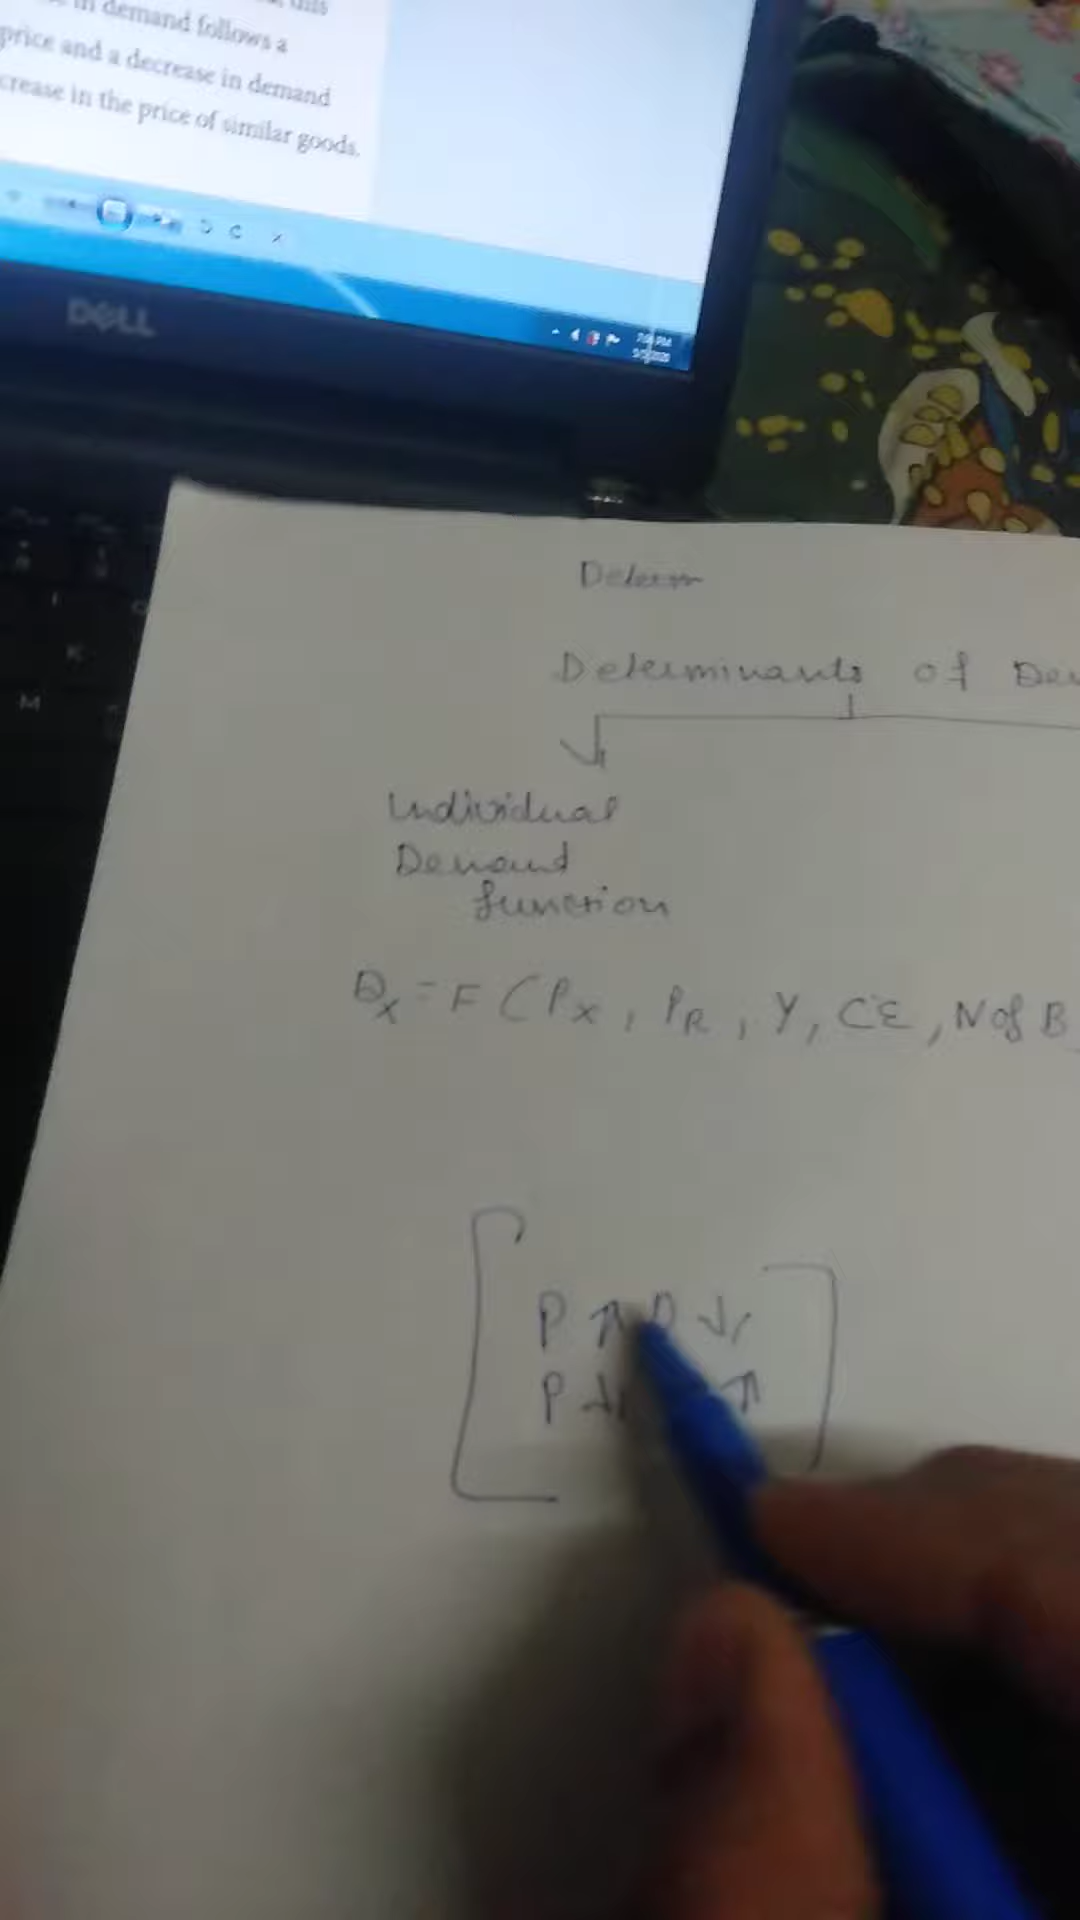 in demand follows a
price and a decrease in demand
crease in the price of similar goods.
DELL
Determ
Determinants of De
Individual
Demand
function
Dx = F (Px, PR, Y, CE, N of B
P ↑ D ↓
P ↓ ↑